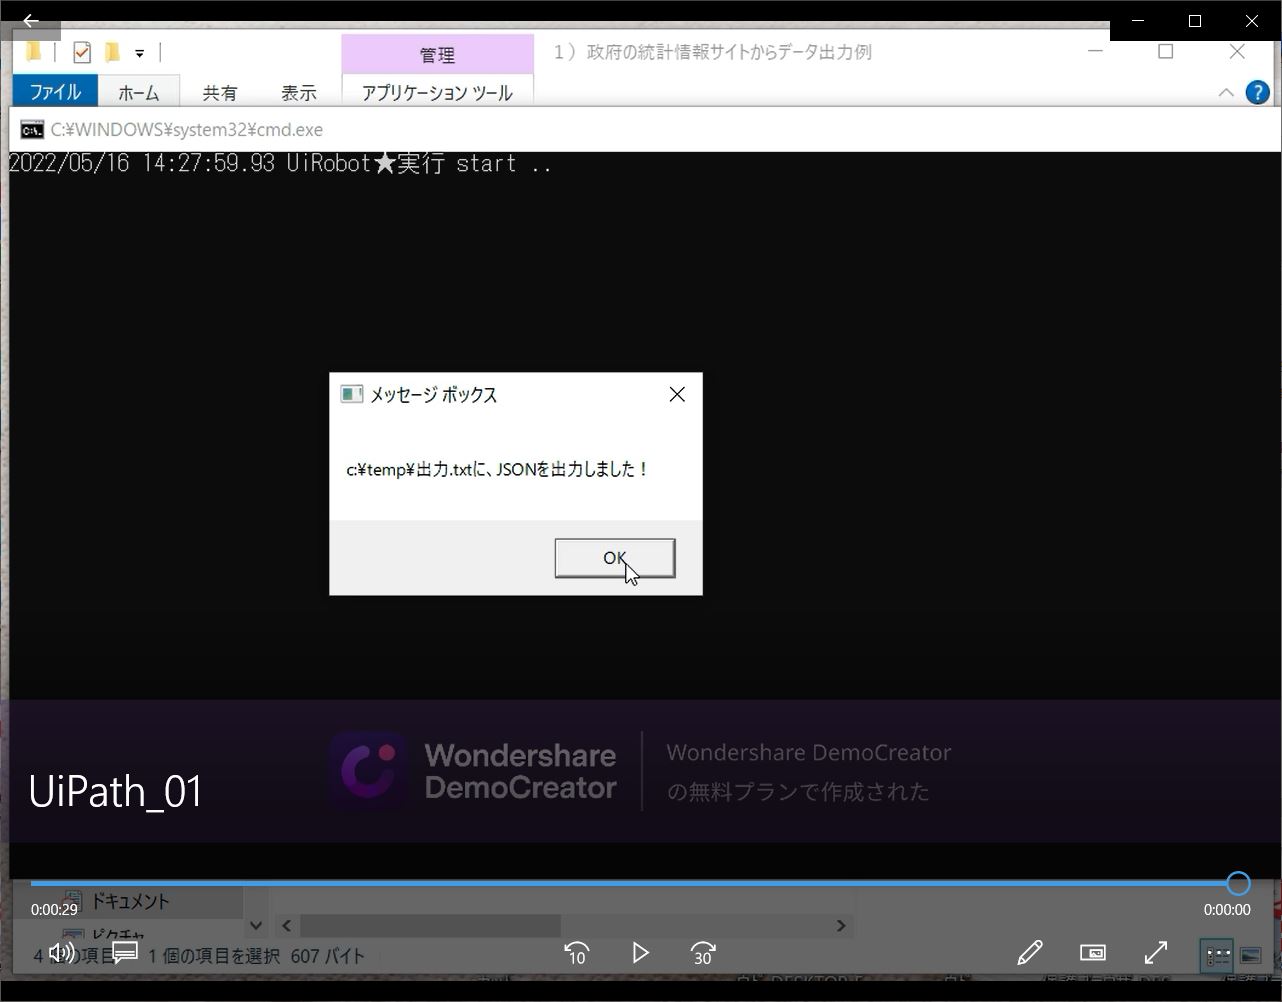 管理
1）政府の統計情報サイトからデータ出力例
ファイル
ホーム
共有
表示
アプリケーション ツール
?
C:¥WINDOWS¥system32¥cmd.exe
2022/05/16 14:27:59.93 UiRobot★実行 start ..
メッセージ ボックス
c:¥temp¥出力.txtに、JSONを出力しました！
OK
Wondershare
DemoCreator
Wondershare DemoCreator
の無料プランで作成された
UiPath_01
ドキュメント
0:00:29
0:00:00
ピクチャ
1 個の項目を選択 607 バイト
10
30